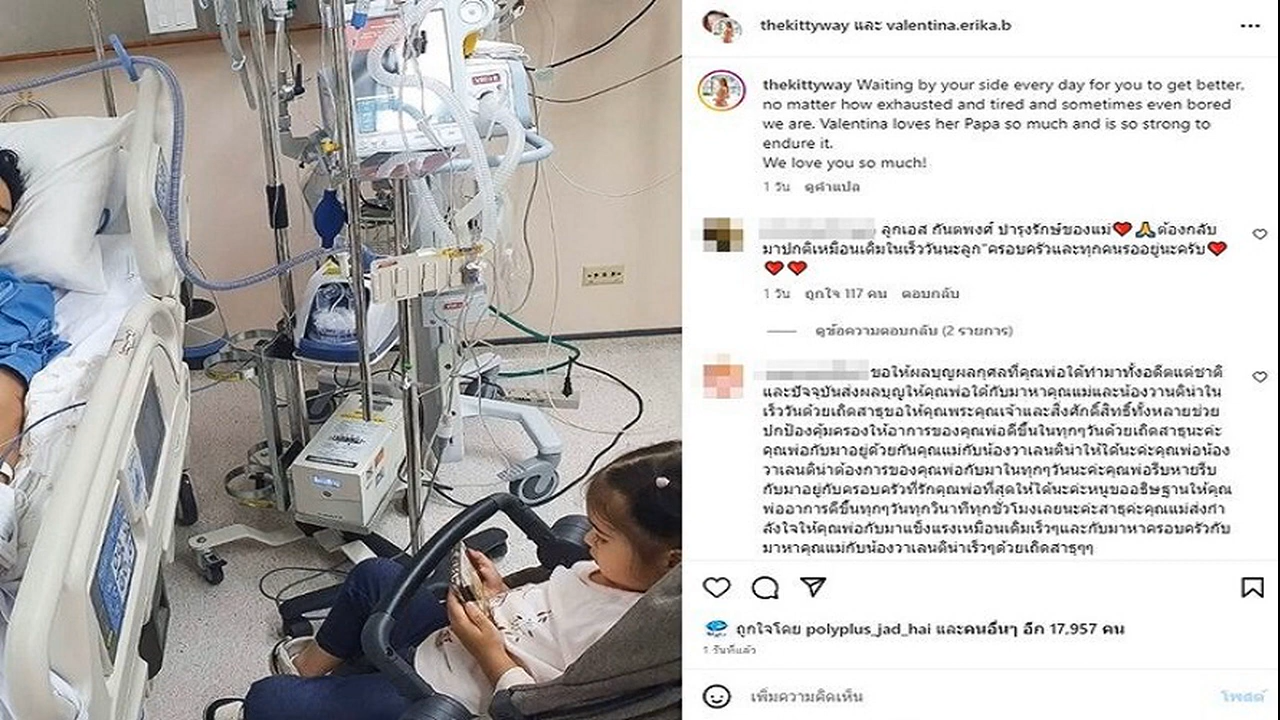 thekittyway และ valentina.erika.b
thekittyway Waiting by your side every day for you to get better,
no matter how exhausted and tired and sometimes even bored
we are. Valentina loves her Papa so much and is so strong to
endure it.
We love you so much!
1 วัน ดูคำแปล
ลูกเอส กันตพงศ์ บำรุงรักษ์ของแม่❤️🙏ต้องกลับ
มาปกติเหมือนเดิมในเร็ววันนะลูก"ครอบครัวและทุกคนรออยู่นะครับ❤️
❤️❤️
1 วัน ถูกใจ 117 คน ตอบกลับ
ดูข้อความตอบกลับ (2 รายการ)
ขอให้ผลบุญผลกุศลที่คุณพ่อได้ทำมาทั้งอดีตแต่ชาติ
และปัจจุบันส่งผลบุญให้คุณพ่อได้กับมาหาคุณแม่และน้องวานติน่าใน
เร็ววันด้วยเถิดสาธุขอให้คุณพระคุณเจ้าและสิ่งศักดิ์สิทธิ์ทั้งหลายช่วย
ปกป้องคุ้มครองให้อาการของคุณพ่อดีขึ้นในทุกๆวันด้วยเถิดสาธุนะค่ะ
คุณพ่อกับมาอยู่ด้วยกันคุณแม่กับน้องวาเลนติน่าให้ได้นะค่ะคุณพ่อน้อง
วาเลนติน่าต้องการของคุณพ่อกับมาในทุกๆวันนะค่ะคุณพ่อรีบหายรีบ
กับมาอยู่กับครอบครัวที่รักคุณพ่อที่สุดให้ได้นะค่ะหนูขออธิษฐานให้คุณ
พ่ออาการดีขึ้นทุกๆวันทุกวินาทีทุกชั่วโมงเลยนะค่ะสาธุค่ะคุณแม่ส่งกำ
ลังใจให้คุณพ่อกับมาแข็งแรงเหมือนเดิมเร็วๆและกับมาหาครอบครัวกับ
มาหาคุณแม่กับน้องวาเลนติน่าเร็วๆด้วยเถิดสาธุๆๆ
ถูกใจโดย polyplus_jad_hai และคนอื่นๆ อีก 17,957 คน
1 วันที่แล้ว
เพิ่มความคิดเห็น
โพสต์